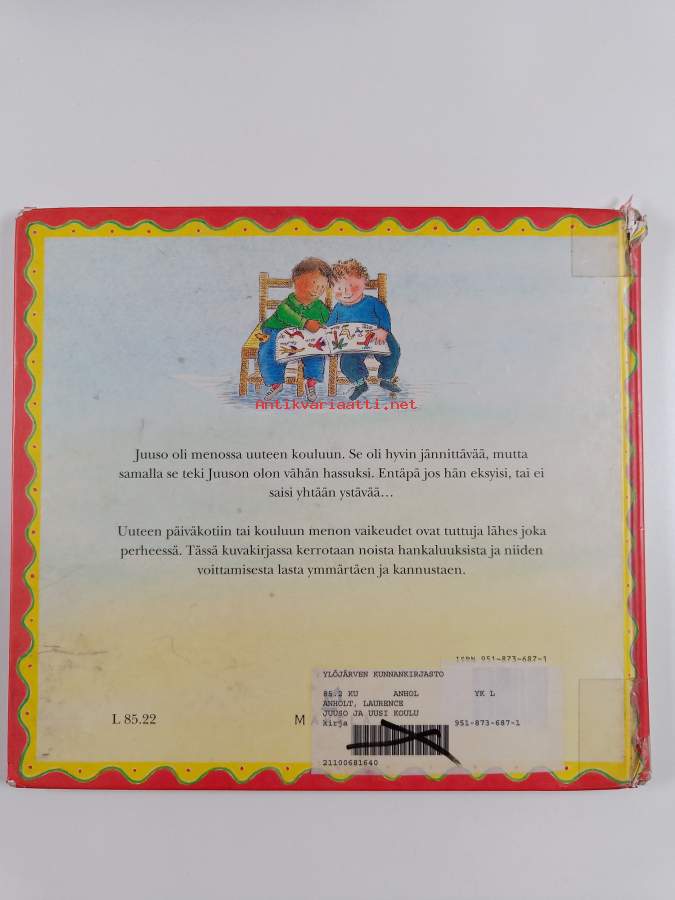 Antikvariaatti.net
Juuso oli menossa uuteen kouluun. Se oli hyvin jännittävää, mutta
samalla se teki Juuson olon vähän hassuksi. Entäpä jos hän eksyisi, tai ei
saisi yhtään ystävää…
Uuteen päiväkotiin tai kouluun menon vaikeudet ovat tuttuja lähes joka
perheessä. Tässä kuvakirjassa kerrotaan noista hankaluuksista ja niiden
voittamisesta lasta ymmärtäen ja kannustaen.
ISBN 951-873-687-1
YLÖJÄRVEN KUNNANKIRJASTO
85.2 KU ANHOL YK L
ANHOLT, LAURENCE
JUUSO JA UUSI KOULU
Kirja 951-873-687-1
21100681640
L 85.22